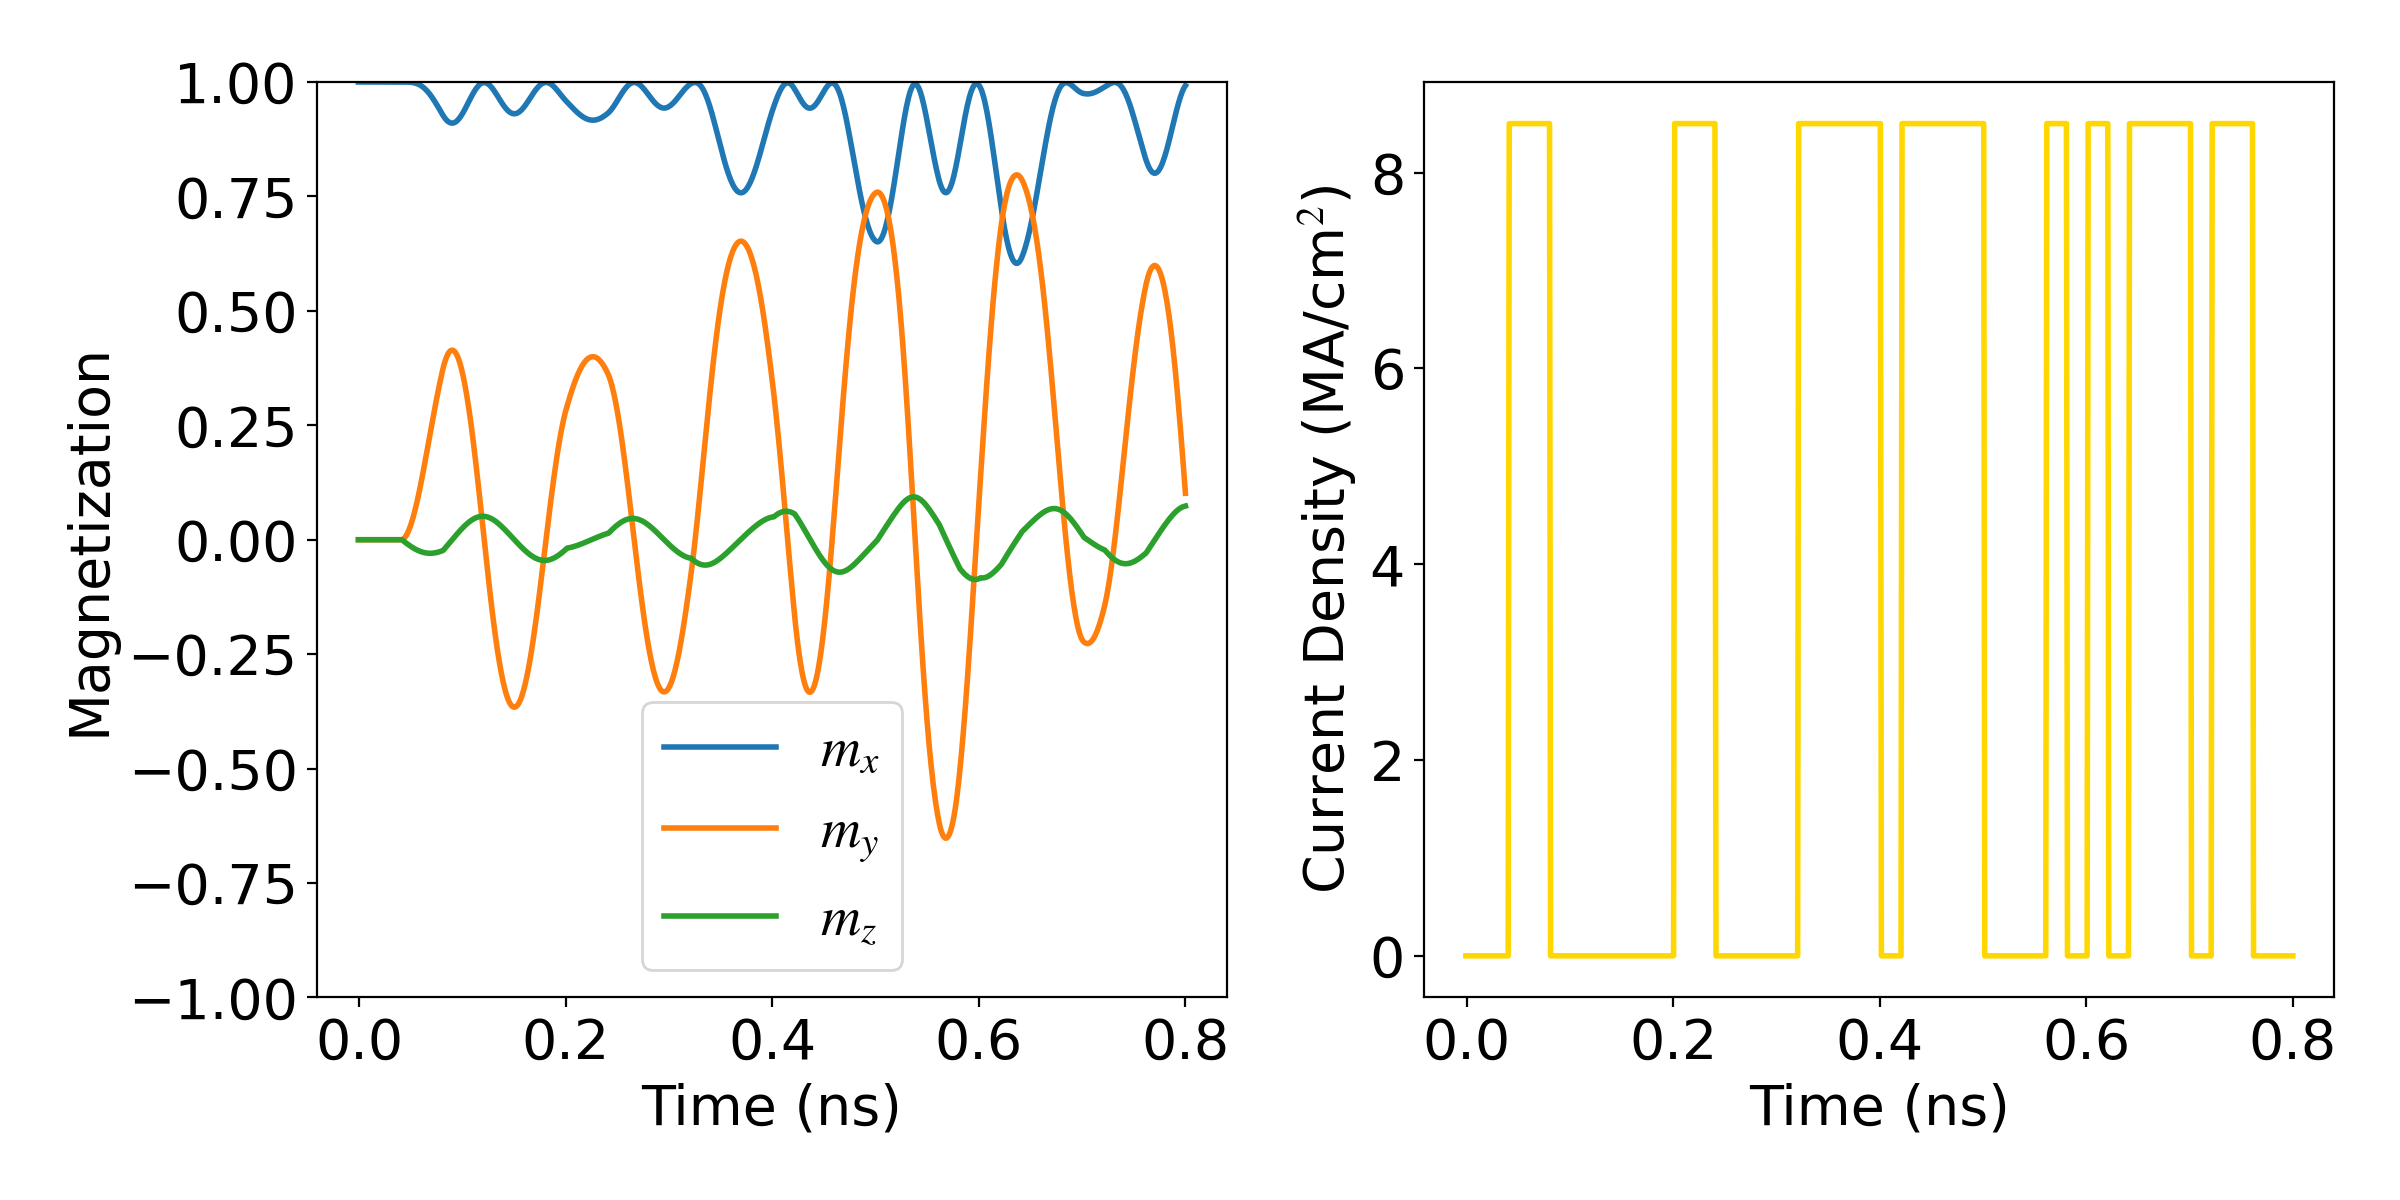 1.00
0.75
0.50
0.25
0.00
−0.25
−0.50
−0.75
−1.00
Magnetization
0.0 0.2 0.4 0.6 0.8
Time (ns)
m_x
m_y
m_z
8
6
4
2
0
Current Density (MA/cm²)
0.0 0.2 0.4 0.6 0.8
Time (ns)